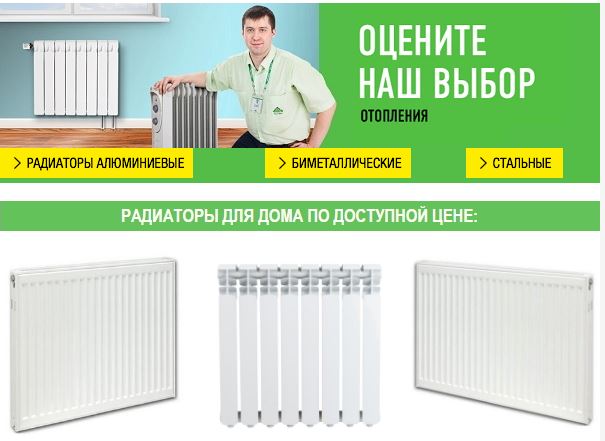 ОЦЕНИТЕ
НАШ ВЫБОР
ОТОПЛЕНИЯ
> РАДИАТОРЫ АЛЮМИНИЕВЫЕ
> БИМЕТАЛЛИЧЕСКИЕ
> СТАЛЬНЫЕ
РАДИАТОРЫ ДЛЯ ДОМА ПО ДОСТУПНОЙ ЦЕНЕ: